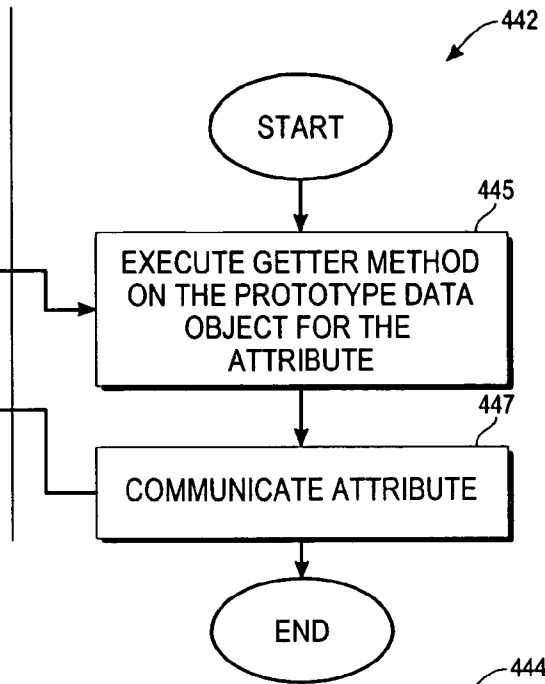 442
START
445
EXECUTE GETTER METHOD
ON THE PROTOTYPE DATA
OBJECT FOR THE
ATTRIBUTE
447
COMMUNICATE ATTRIBUTE
END
444